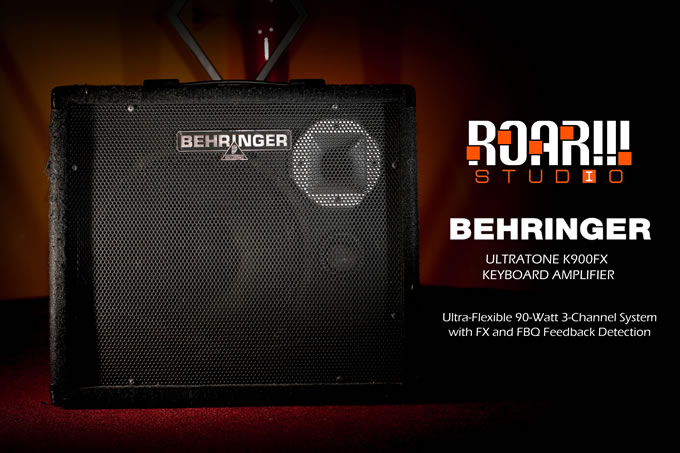 BEHRINGER
ROAR!!!
STUDIO
BEHRINGER
ULTRATONE K900FX
KEYBOARD AMPLIFIER
Ultra-Flexible 90-Watt 3-Channel System
with FX and FBQ Feedback Detection